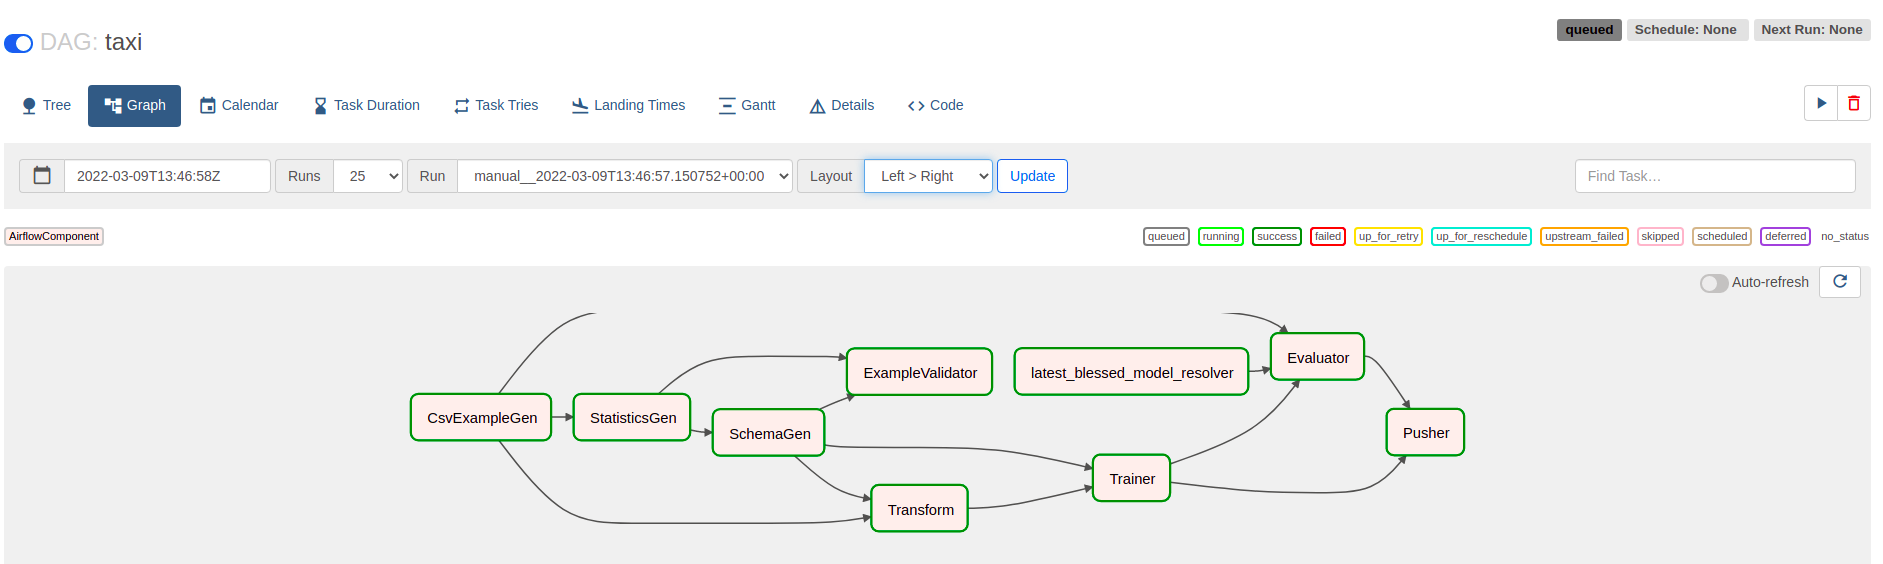 DAG: taxi
queued Schedule: None Next Run: None
Tree Graph Calendar Task Duration Task Tries Landing Times Gantt Details Code
2022-03-09T13:46:58Z Runs 25 Run manual__2022-03-09T13:46:57.150752+00:00 Layout Left > Right Update Find Task…
AirflowComponent queued running success failed up_for_retry up_for_reschedule upstream_failed skipped scheduled deferred no_status
Auto-refresh
Evaluator
ExampleValidator latest_blessed_model_resolver
CsvExampleGen StatisticsGen
SchemaGen Pusher
Trainer
Transform